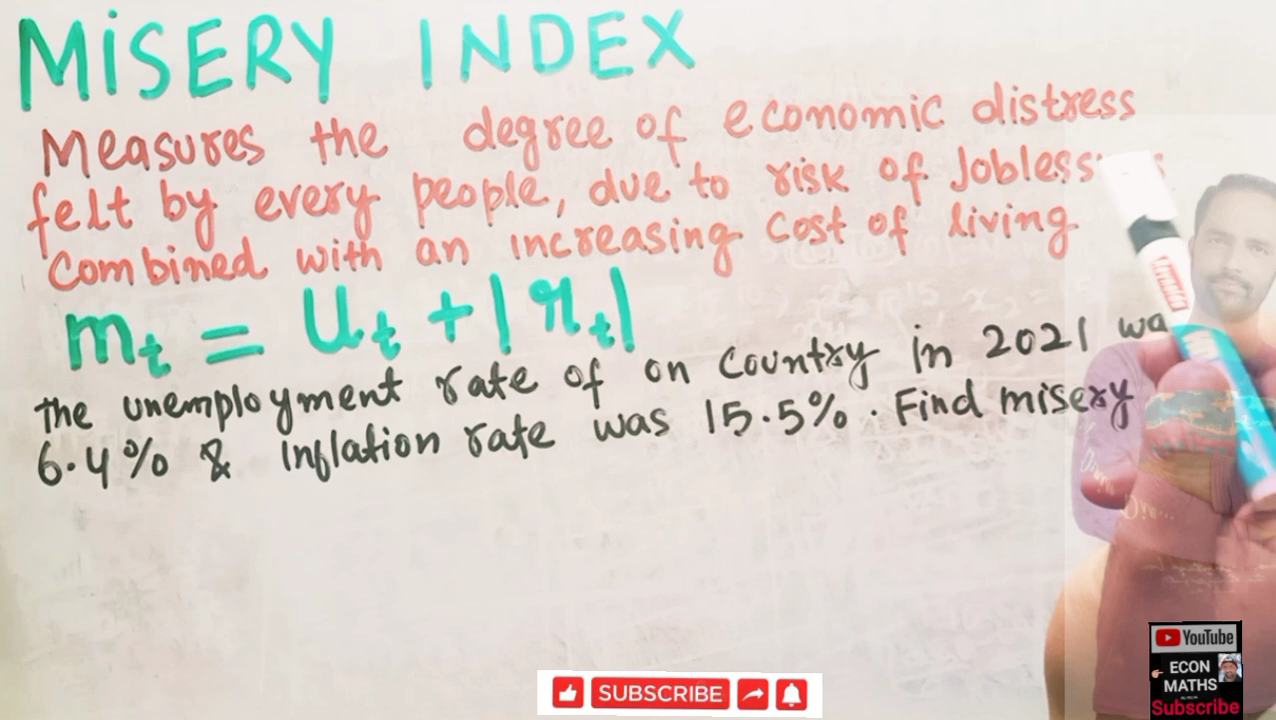 MiSERY INDEX
Measures the degree of economic distress
felt by every people, due to risk of Jobless
Combined with an increasing cost of living
mt = Ut + |πt|
the unemployment rate of on country in 2021 wa
6.4% & Inflation rate was 15.5%. Find misery
YouTube
ECON
MATHS
Subscribe
SUBSCRIBE